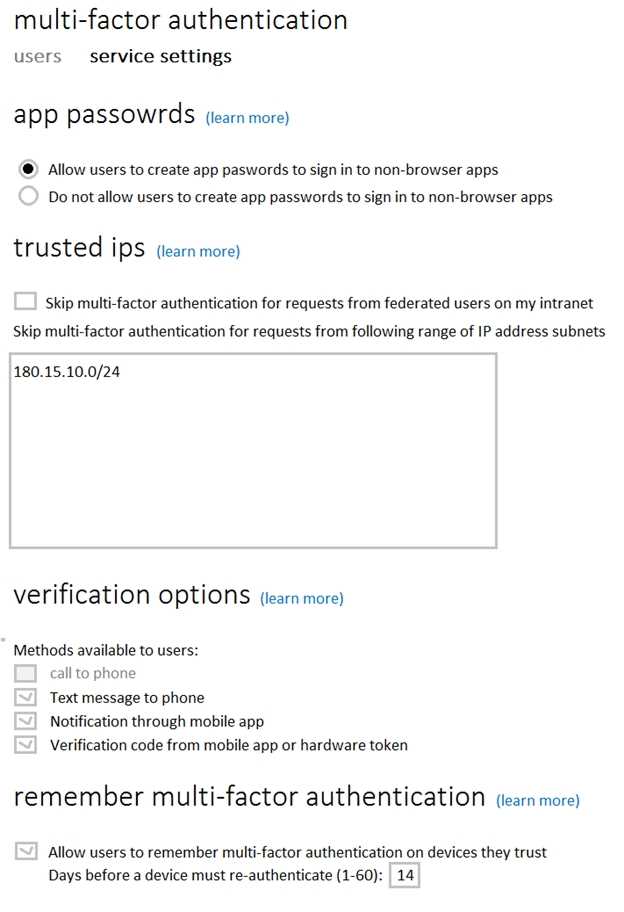 multi-factor authentication
users service settings
app passowrds (learn more)
Allow users to create app paswords to sign in to non-browser apps
Do not allow users to create app passwords to sign in to non-browser apps
trusted ips (learn more)
Skip multi-factor authentication for requests from federated users on my intranet
Skip multi-factor authentication for requests from following range of IP address subnets
180.15.10.0/24
verification options (learn more)
Methods available to users:
call to phone
Text message to phone
Notification through mobile app
Verification code from mobile app or hardware token
remember multi-factor authentication (learn more)
Allow users to remember multi-factor authentication on devices they trust
Days before a device must re-authenticate (1-60): 14